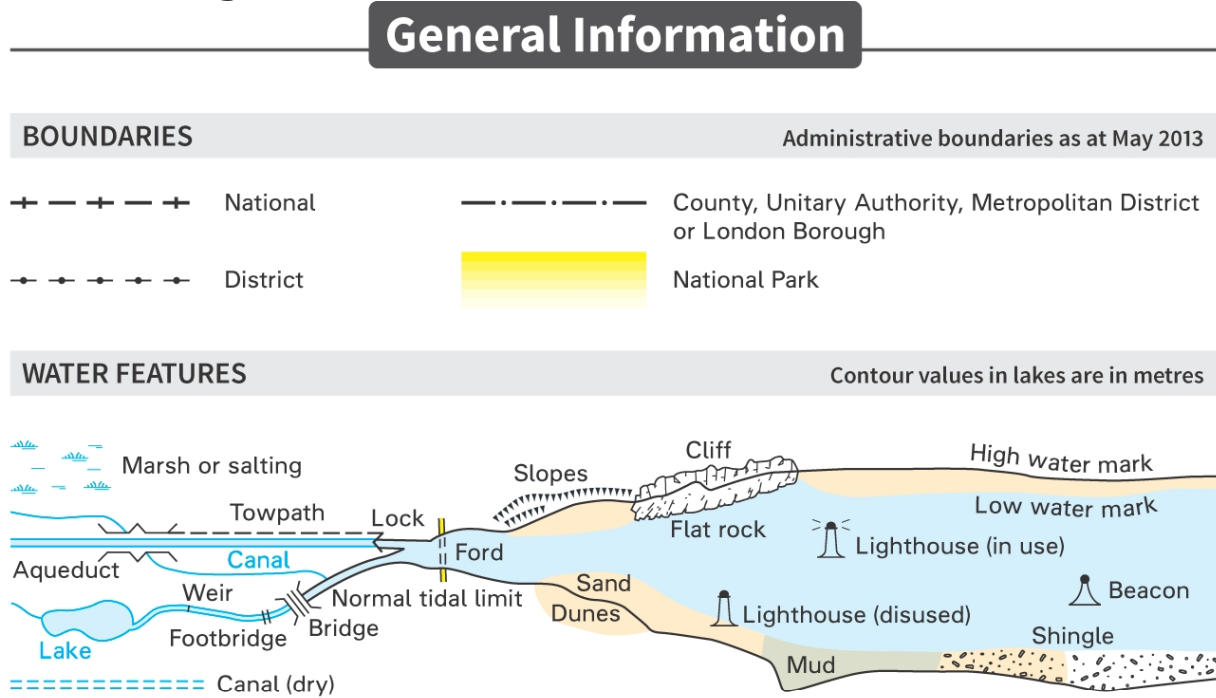 General Information
BOUNDARIES
Administrative boundaries as at May 2013
National
County, Unitary Authority, Metropolitan District
or London Borough
District
National Park
WATER FEATURES
Contour values in lakes are in metres
Marsh or salting
Slopes
Cliff
High water mark
Low water mark
Towpath
Lock
Flat rock
Lighthouse (in use)
Aqueduct
Canal
Ford
Weir
Normal tidal limit
Sand
Dunes
Beacon
Lake
Footbridge
Bridge
Lighthouse (disused)
Shingle
Mud
Canal (dry)